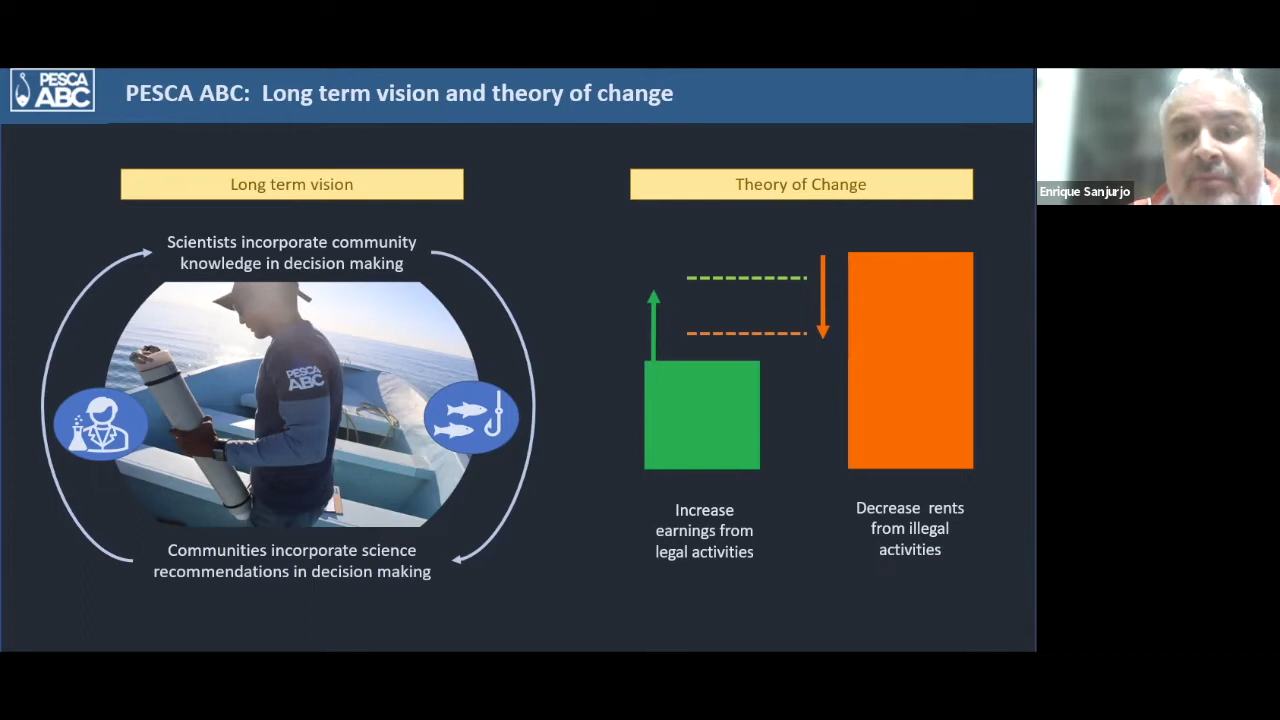 PESCA
ABC
PESCA ABC: Long term vision and theory of change
Enrique Sanjurjo
Long term vision
Theory of Change
Scientists incorporate community
knowledge in decision making
PESCA
ABC
Communities incorporate science
recommendations in decision making
Increase
earnings from
legal activities
Decrease rents
from illegal
activities